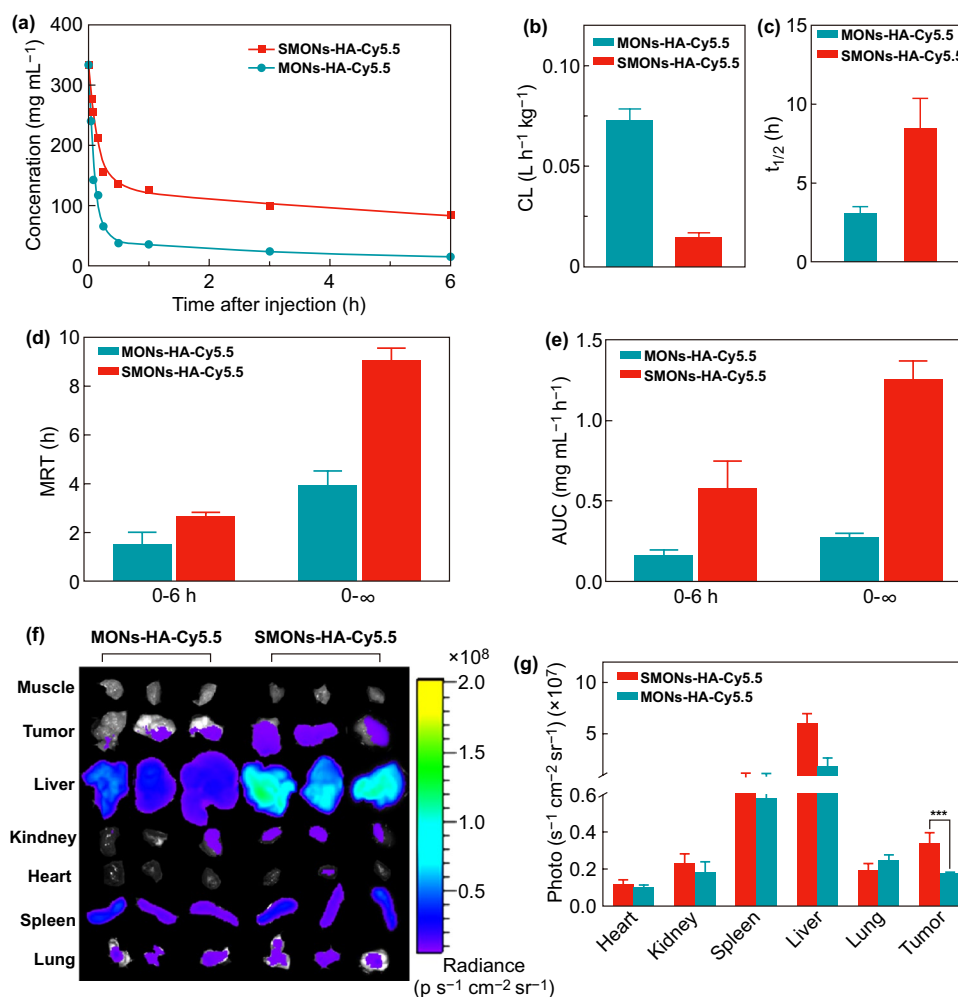 (a)
Concenration (mg mL⁻¹)
400
300
200
100
0
SMONs-HA-Cy5.5
MONs-HA-Cy5.5
0
2
4
6
Time after injection (h)
(b)
CL (L h⁻¹ kg⁻¹)
MONs-HA-Cy5.5
SMONs-HA-Cy5.5
0.10
0.05
0
(c)
t1/2 (h)
MONs-HA-Cy5.5
SMONs-HA-Cy5.5
15
10
5
0
(d)
MRT (h)
MONs-HA-Cy5.5
SMONs-HA-Cy5.5
10
8
6
4
2
0
0-6 h
0-∞
(e)
AUC (mg mL⁻¹ h⁻¹)
MONs-HA-Cy5.5
SMONs-HA-Cy5.5
1.5
1.0
0.5
0.0
0-6 h
0-∞
(f)
MONs-HA-Cy5.5
SMONs-HA-Cy5.5
Muscle
Tumor
Liver
Kindney
Heart
Spleen
Lung
×10⁸
2.0
1.5
1.0
0.5
Radiance
(p s⁻¹ cm⁻² sr⁻¹)
(g)
Photo (s⁻¹ cm⁻² sr⁻¹) (×10⁷)
SMONs-HA-Cy5.5
MONs-HA-Cy5.5
5
0.6
0.4
0.2
0
***
Heart
Kidney
Spleen
Liver
Lung
Tumor